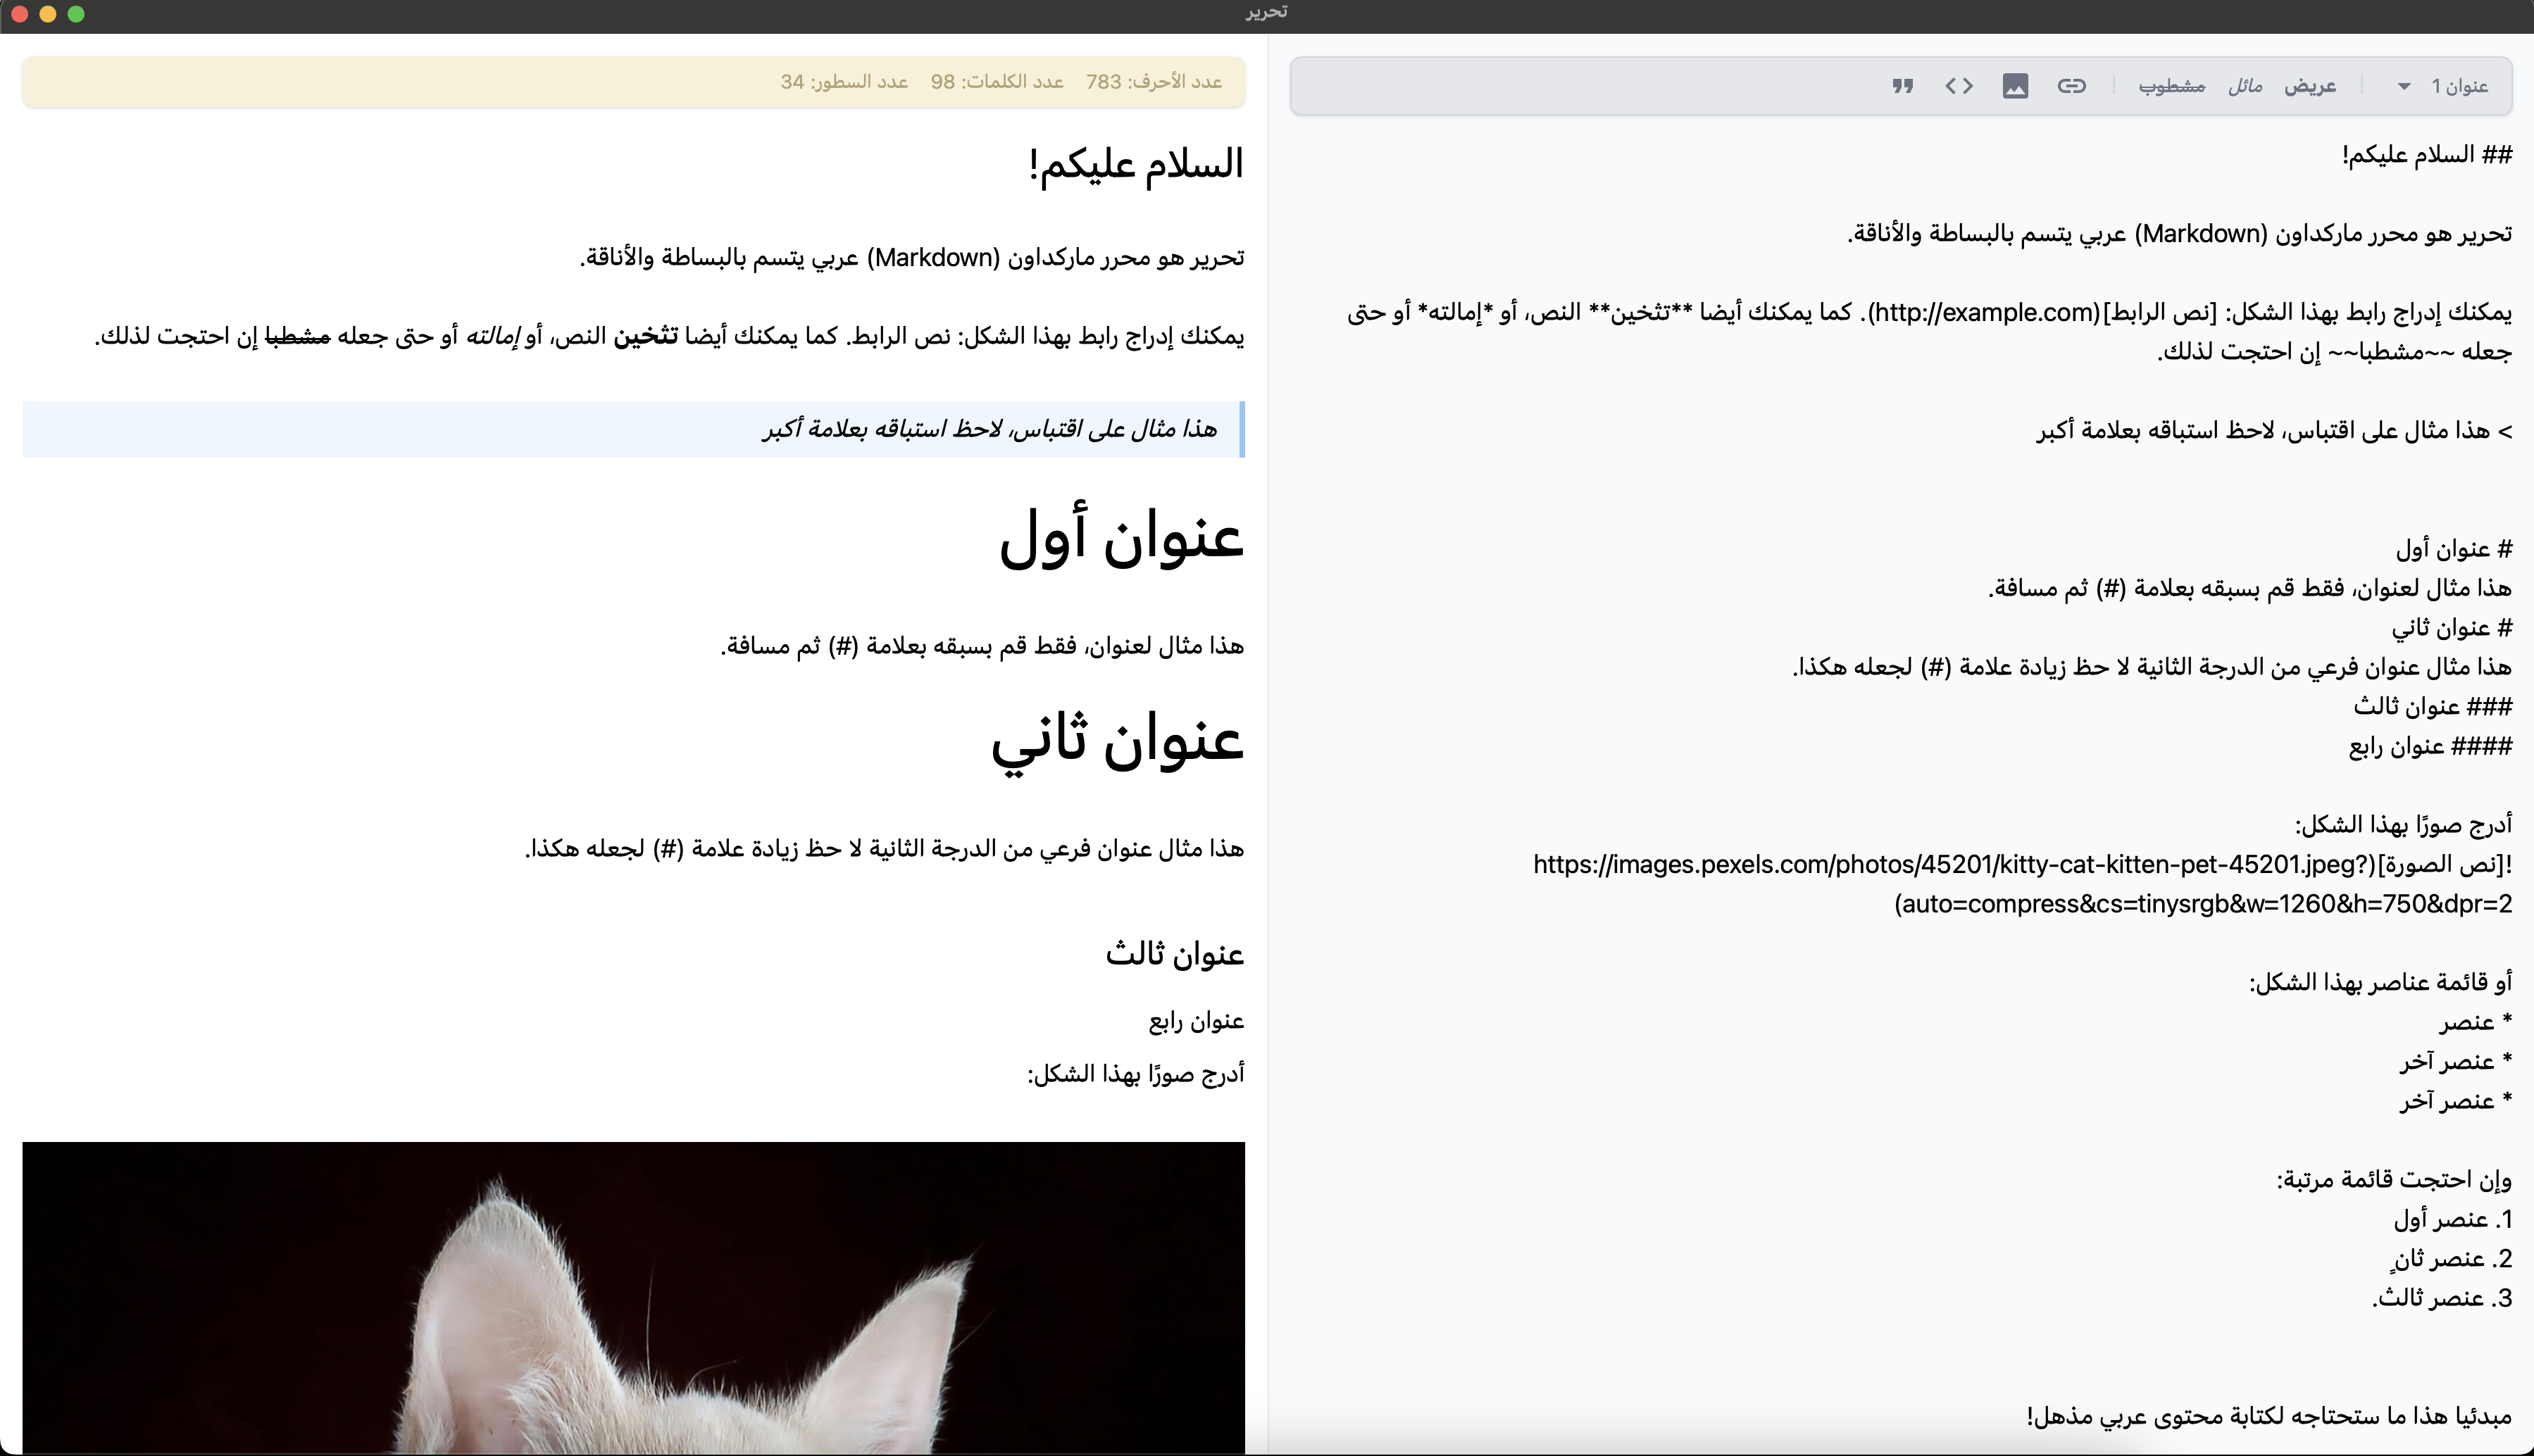 تحرير
عنوان 1 عريض مائل مشطوب
## السلام عليكم!
تحرير هو محرر ماركداون (Markdown) عربي يتسم بالبساطة والأناقة.
يمكنك إدراج رابط بهذا الشكل: [نص الرابط](http://example.com). كما يمكنك أيضا **تثخين** النص، أو *إمالته* أو حتى
جعله ~~مشطبا~~ إن احتجت لذلك.
> هذا مثال على اقتباس، لاحظ استباقه بعلامة أكبر
# عنوان أول
هذا مثال لعنوان، فقط قم بسبقه بعلامة (#) ثم مسافة.
# عنوان ثاني
هذا مثال عنوان فرعي من الدرجة الثانية لا حظ زيادة علامة (#) لجعله هكذا.
### عنوان ثالث
#### عنوان رابع
أدرج صورًا بهذا الشكل:
![نص الصورة](https://images.pexels.com/photos/45201/kitty-cat-kitten-pet-45201.jpeg?
auto=compress&cs=tinysrgb&w=1260&h=750&dpr=2)
أو قائمة عناصر بهذا الشكل:
* عنصر
* عنصر آخر
* عنصر آخر
وإن احتجت قائمة مرتبة:
1. عنصر أول
2. عنصر ثانٍ
3. عنصر ثالث.
مبدئيا هذا ما ستحتاجه لكتابة محتوى عربي مذهل!
عدد الأحرف: 783 عدد الكلمات: 98 عدد السطور: 34
السلام عليكم!
تحرير هو محرر ماركداون (Markdown) عربي يتسم بالبساطة والأناقة.
يمكنك إدراج رابط بهذا الشكل: نص الرابط. كما يمكنك أيضا تثخين النص، أو إمالته أو حتى جعله مشطبا إن احتجت لذلك.
هذا مثال على اقتباس، لاحظ استباقه بعلامة أكبر
عنوان أول
هذا مثال لعنوان، فقط قم بسبقه بعلامة (#) ثم مسافة.
عنوان ثاني
هذا مثال عنوان فرعي من الدرجة الثانية لا حظ زيادة علامة (#) لجعله هكذا.
عنوان ثالث
عنوان رابع
أدرج صورًا بهذا الشكل: